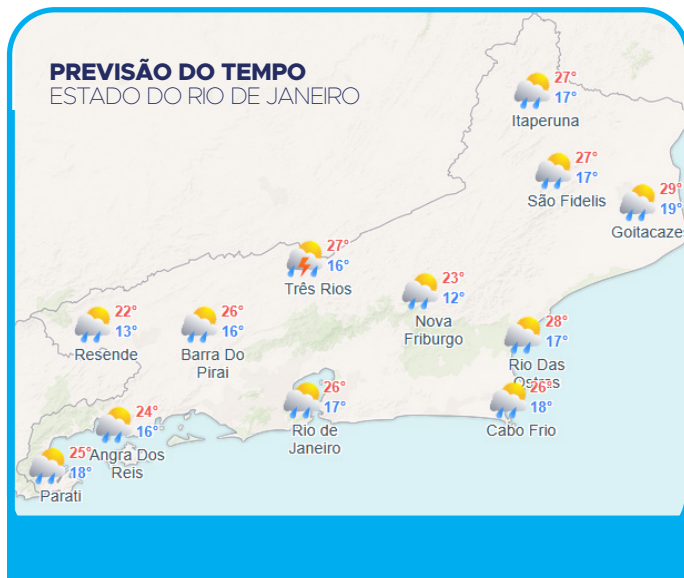 PREVISÃO DO TEMPO
ESTADO DO RIO DE JANEIRO
27°
17°
Itaperuna
27°
17°
São Fidelis
29°
19°
Goitacazes
27°
16°
Três Rios
23°
12°
Nova
Friburgo
22°
13°
Resende
26°
16°
Barra Do
Pirai
28°
17°
Rio Das
Ostras
26°
17°
Rio de
Janeiro
26°
18°
Cabo Frio
24°
16°
Angra Dos
Reis
25°
18°
Parati